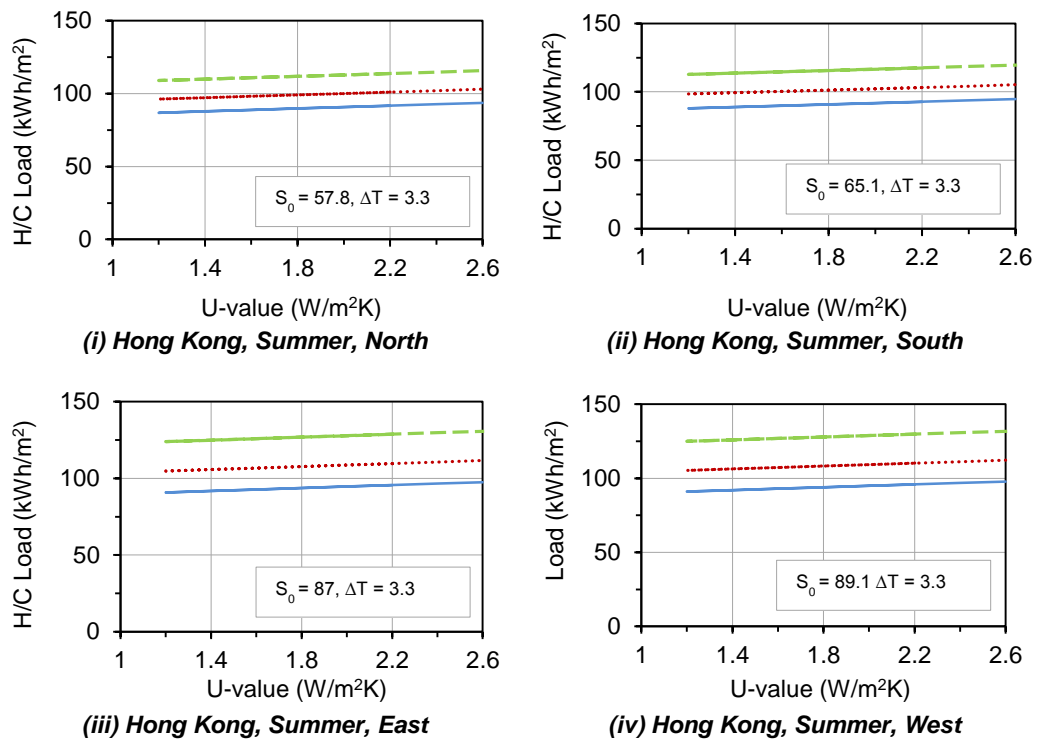 H/C Load (kWh/m²)
150
100
50
0
1
1.4
1.8
2.2
2.6
S₀ = 57.8, ΔT = 3.3
U-value (W/m²K)
(i) Hong Kong, Summer, North
H/C Load (kWh/m²)
150
100
50
0
1
1.4
1.8
2.2
2.6
S₀ = 65.1, ΔT = 3.3
U-value (W/m²K)
(ii) Hong Kong, Summer, South
H/C Load (kWh/m²)
150
100
50
0
1
1.4
1.8
2.2
2.6
S₀ = 87, ΔT = 3.3
U-value (W/m²K)
(iii) Hong Kong, Summer, East
Load (kWh/m²)
150
100
50
0
1
1.4
1.8
2.2
2.6
S₀ = 89.1 ΔT = 3.3
U-value (W/m²K)
(iv) Hong Kong, Summer, West